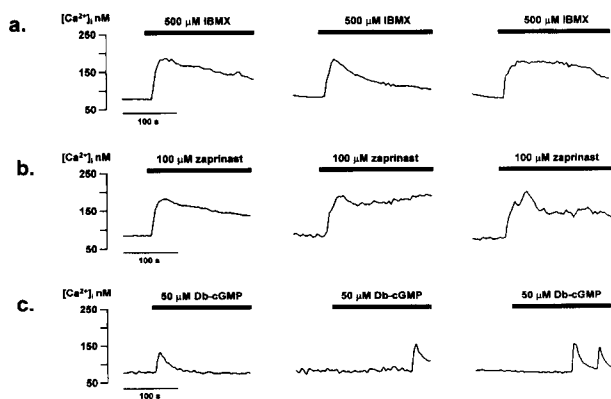 a.
[Ca²⁺]ᵢ nM
500 µM IBMX
500 µM IBMX
500 µM IBMX
250
150
50
100 s
b.
[Ca²⁺]ᵢ nM
100 µM zaprinast
100 µM zaprinast
100 µM zaprinast
250
150
50
100 s
c.
[Ca²⁺]ᵢ nM
50 µM Db-cGMP
50 µM Db-cGMP
50 µM Db-cGMP
250
150
50
100 s